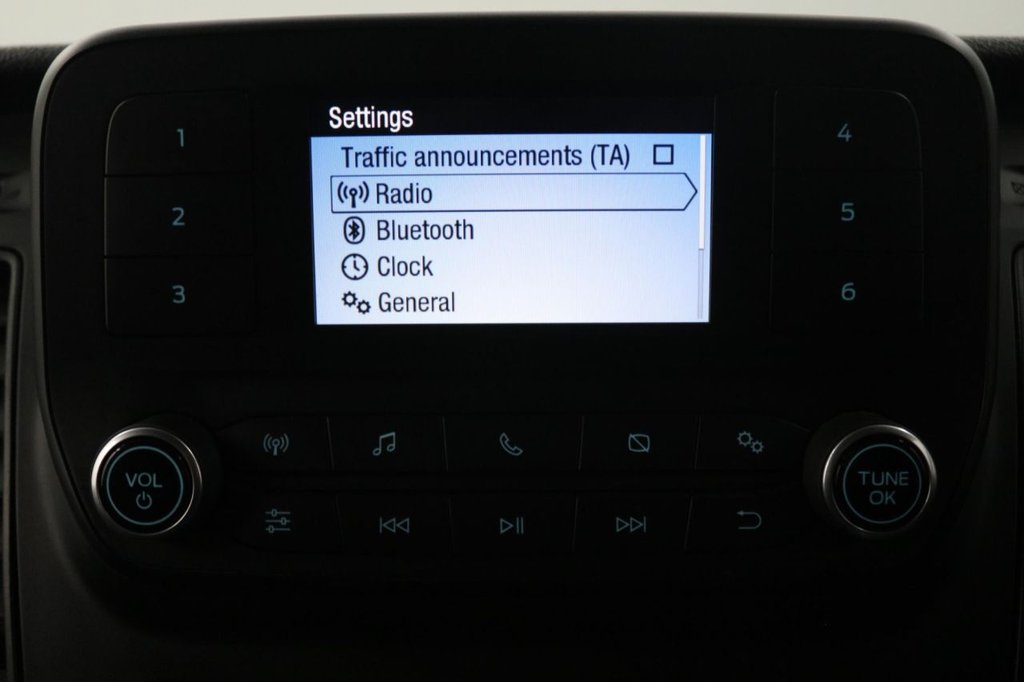 Settings
Traffic announcements (TA)
Radio
Bluetooth
Clock
General
1
2
3
4
5
6
VOL
TUNE
OK